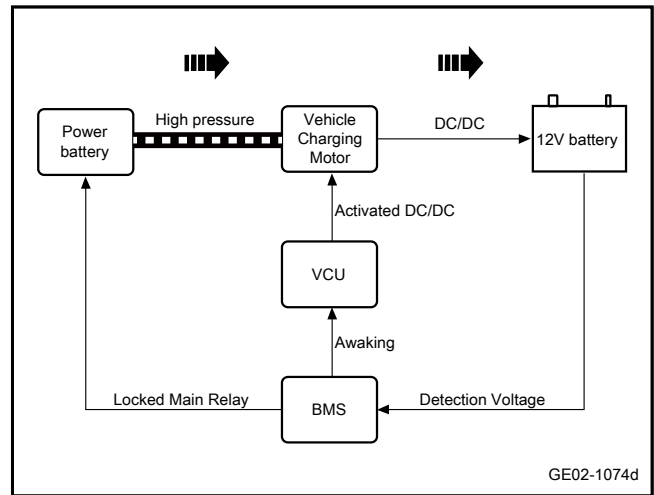 High pressure
DC/DC
Power
battery
Vehicle
Charging
Motor
12V battery
Activated DC/DC
VCU
Awaking
Locked Main Relay
BMS
Detection Voltage
GE02-1074d